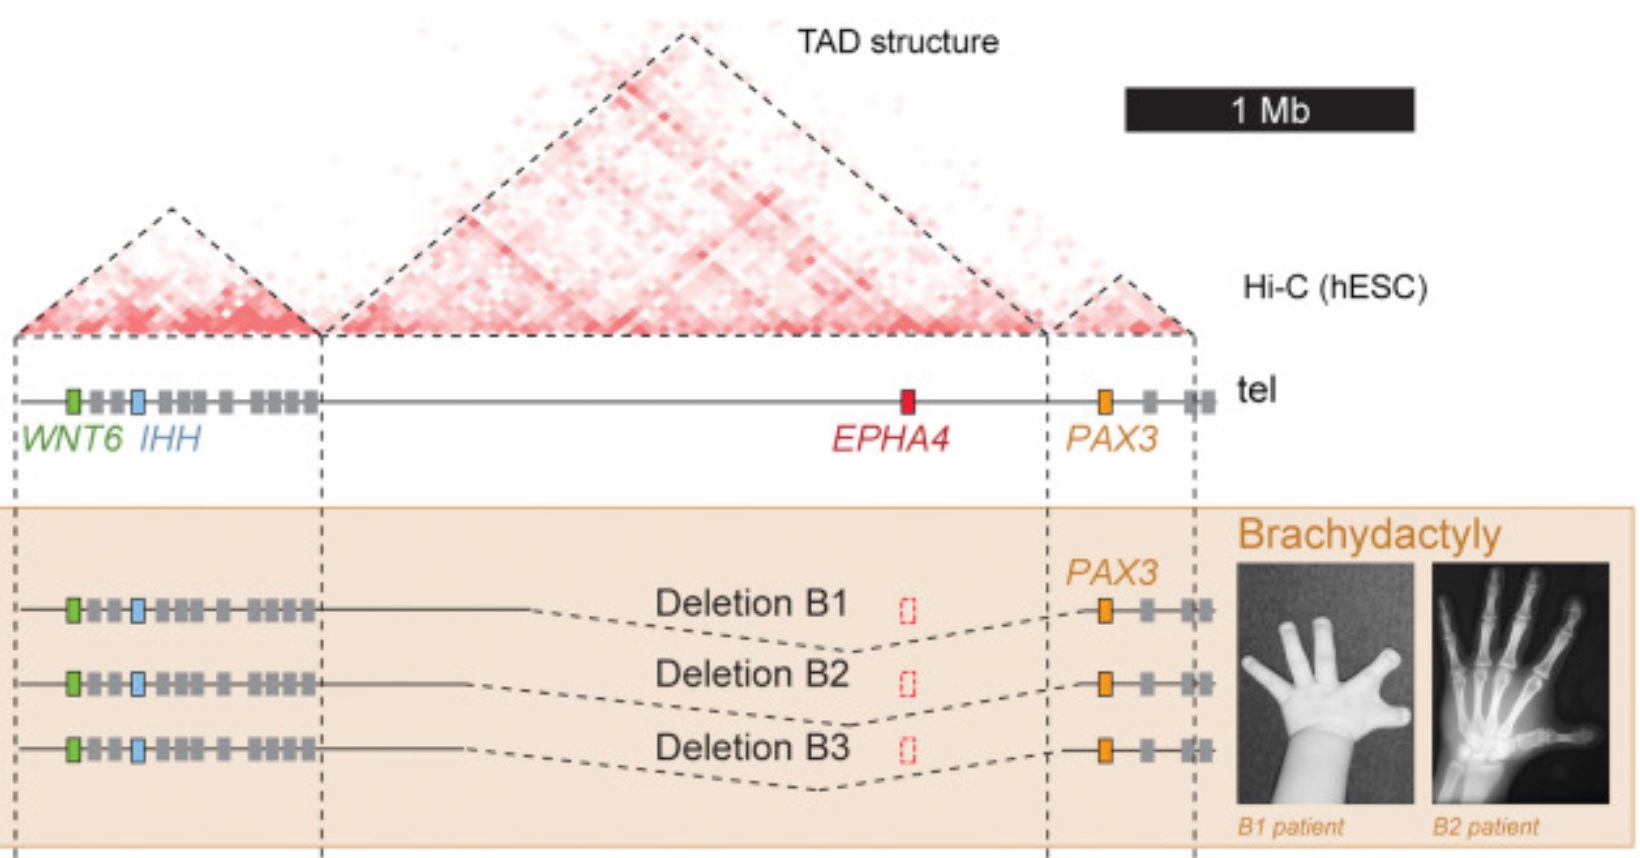 TAD structure
1 Mb
Hi-C (hESC)
tel
WNT6 IHH EPHA4 PAX3
Brachydactyly
PAX3
Deletion B1
Deletion B2
Deletion B3
B1 patient B2 patient